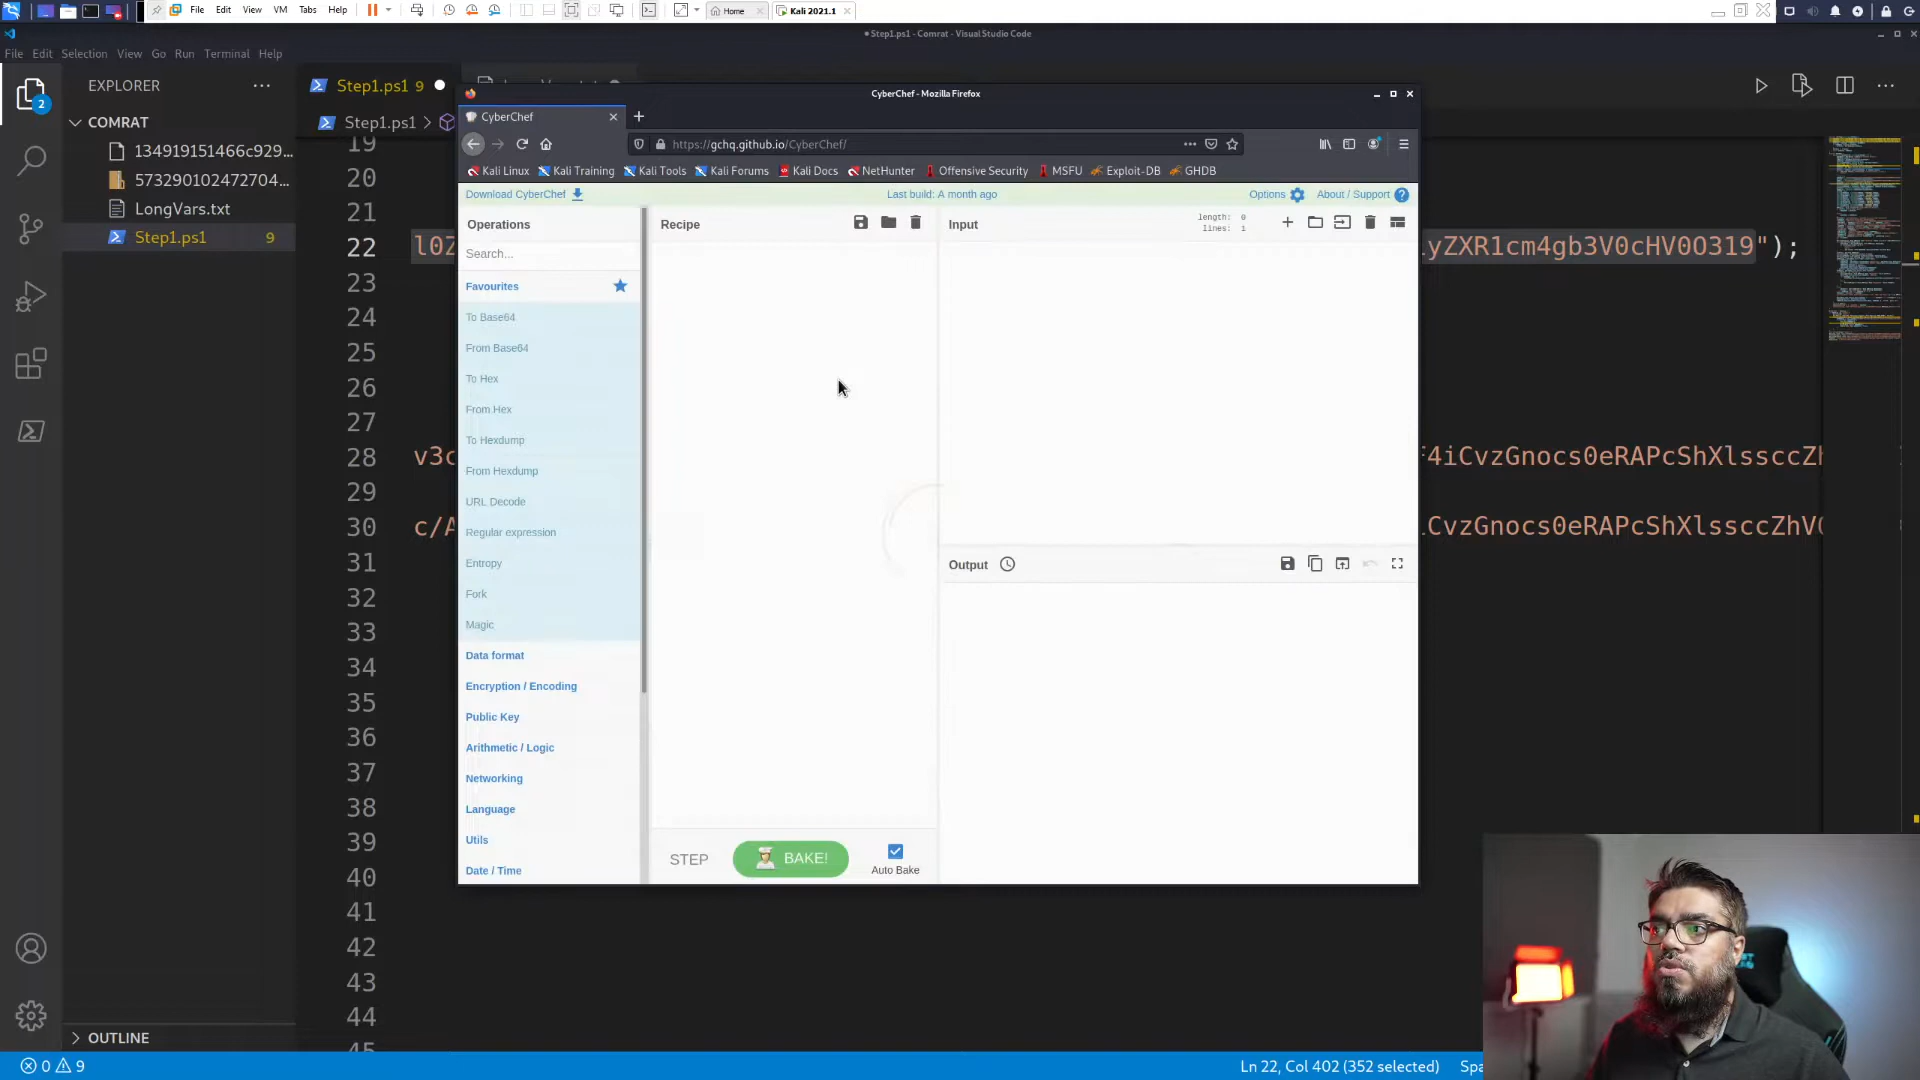 File Edit View VM Tabs Help
Home
Kali 2021.1
Step1.ps1 - Comrat - Visual Studio Code
File Edit Selection View Go Run Terminal Help
EXPLORER
Step1.ps1 9
COMRAT
Step1.ps1 >
2
134919151466c929...
573290102472704...
LongVars.txt
Step1.ps1 9
19
20
21
22
23
24
25
26
27
28
29
30
31
32
33
34
35
36
37
38
39
40
41
42
43
44
45
yZXR1cm4gb3V0cHV0O319");
v3c
F4iCvzGnocs0eRAPcShXlssccZh
c/A
CvzGnocs0eRAPcShXlssccZhV
CyberChef - Mozilla Firefox
CyberChef
https://gchq.github.io/CyberChef/
Kali Linux Kali Training Kali Tools Kali Forums Kali Docs NetHunter Offensive Security MSFU Exploit-DB GHDB
Download CyberChef
Last build: A month ago
Options
About / Support
Operations
Search...
Favourites
To Base64
From Base64
To Hex
From Hex
To Hexdump
From Hexdump
URL Decode
Regular expression
Entropy
Fork
Magic
Data format
Encryption / Encoding
Public Key
Arithmetic / Logic
Networking
Language
Utils
Date / Time
Recipe
STEP
BAKE!
Auto Bake
Input
length: 0
lines: 1
Output
OUTLINE
0 9
Ln 22, Col 402 (352 selected)